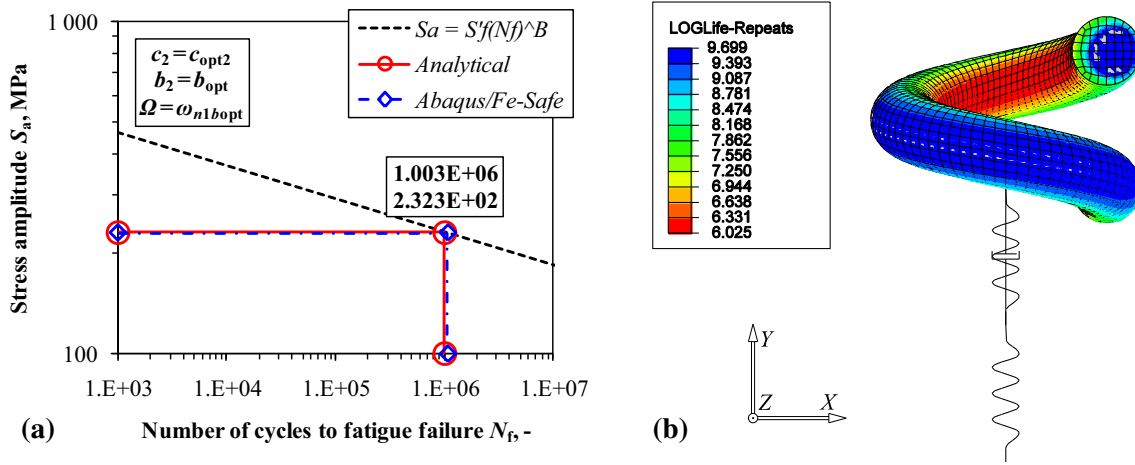 1 000
100
Stress amplitude Sa, MPa
c2 = copt2
b2 = bopt
Ω = ωn1bopt
Sa = S'f(Nf)^B
Analytical
Abaqus/Fe-Safe
1.003E+06
2.323E+02
1.E+03 1.E+04 1.E+05 1.E+06 1.E+07
(a) Number of cycles to fatigue failure Nf, -
LOGLife-Repeats
9.699
9.393
9.087
8.781
8.474
8.168
7.862
7.556
7.250
6.944
6.638
6.331
6.025
Y
Z X
(b)